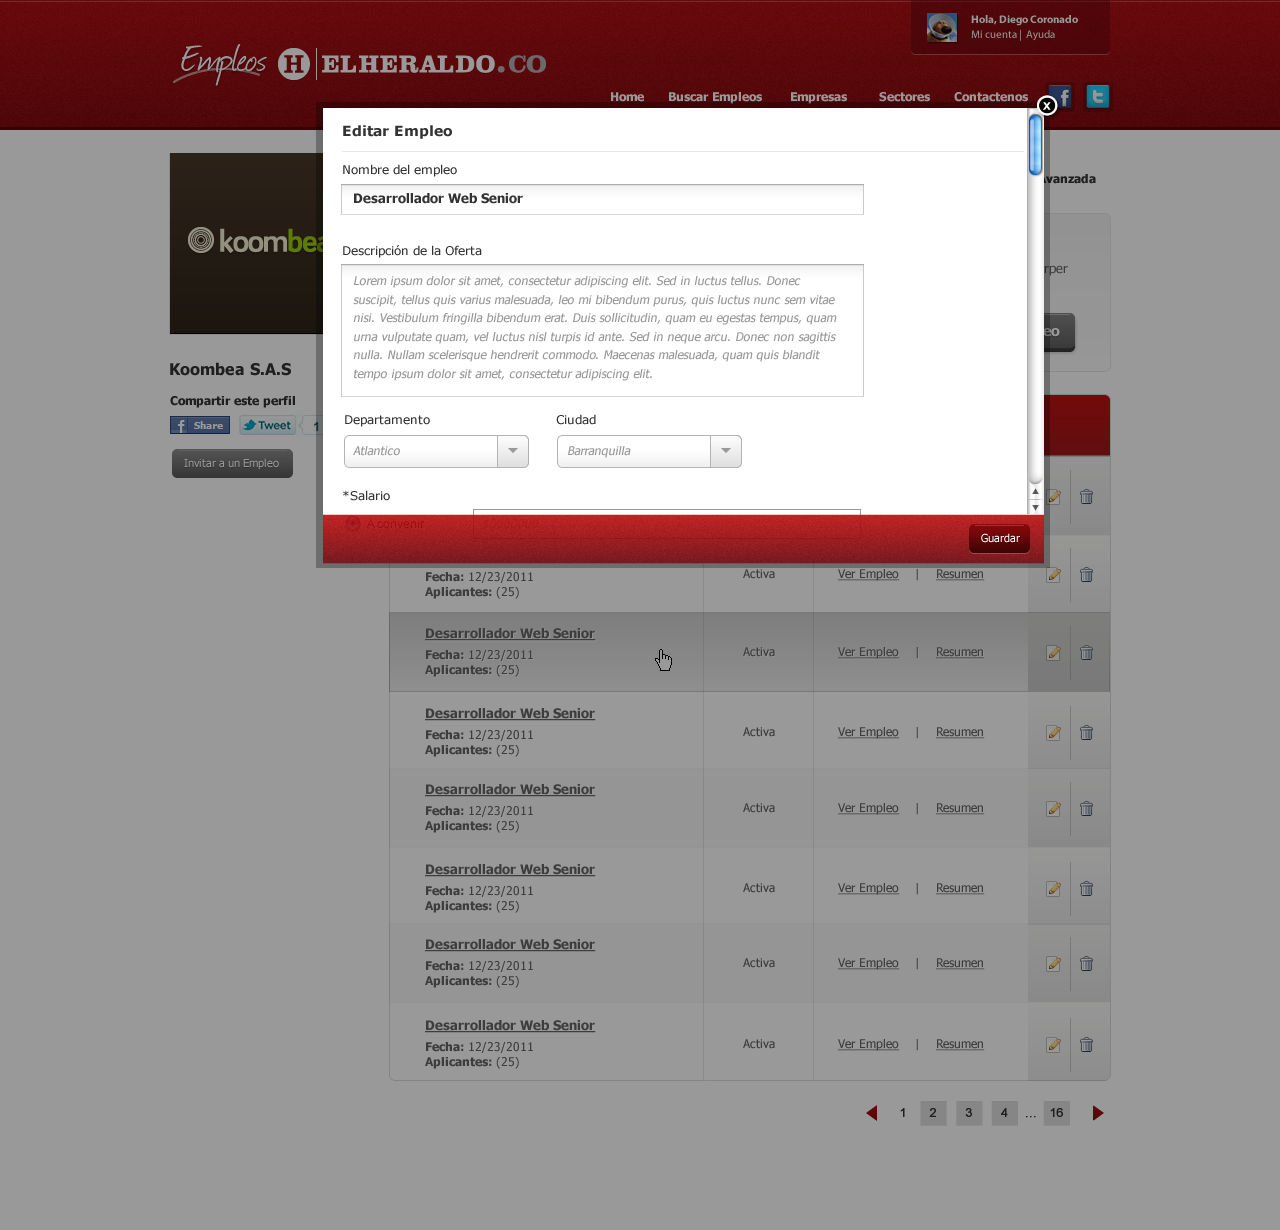 Hola, Diego Coronado
Mi cuenta | Ayuda
Empleos H ELHERALDO.CO
Home Buscar Empleos Empresas Sectores Contactenos f t
x
Editar Empleo
Nombre del empleo
Desarrollador Web Senior
Avanzada
koombea
Descripción de la Oferta
Lorem ipsum dolor sit amet, consectetur adipiscing elit. Sed in luctus tellus. Donec
suscipit, tellus quis varius malesuada, leo mi bibendum purus, quis luctus nunc sem vitae
nisi. Vestibulum fringilla bibendum erat. Duis sollicitudin, quam eu egestas tempus, quam
urna vulputate quam, vel luctus nisl turpis id ante. Sed in neque arcu. Donec non sagittis
nulla. Nullam scelerisque hendrerit commodo. Maecenas malesuada, quam quis blandit
tempo ipsum dolor sit amet, consectetur adipiscing elit.
rper
eo
Koombea S.A.S
Compartir este perfil
f Share Tweet 1
Invitar a un Empleo
Departamento Ciudad
Atlantico Barranquilla
*Salario
A convenir
Guardar
Fecha: 12/23/2011
Aplicantes: (25)
Activa Ver Empleo | Resumen
Desarrollador Web Senior
Fecha: 12/23/2011
Aplicantes: (25)
Activa Ver Empleo | Resumen
Desarrollador Web Senior
Fecha: 12/23/2011
Aplicantes: (25)
Activa Ver Empleo | Resumen
Desarrollador Web Senior
Fecha: 12/23/2011
Aplicantes: (25)
Activa Ver Empleo | Resumen
Desarrollador Web Senior
Fecha: 12/23/2011
Aplicantes: (25)
Activa Ver Empleo | Resumen
Desarrollador Web Senior
Fecha: 12/23/2011
Aplicantes: (25)
Activa Ver Empleo | Resumen
Desarrollador Web Senior
Fecha: 12/23/2011
Aplicantes: (25)
Activa Ver Empleo | Resumen
1 2 3 4 ... 16